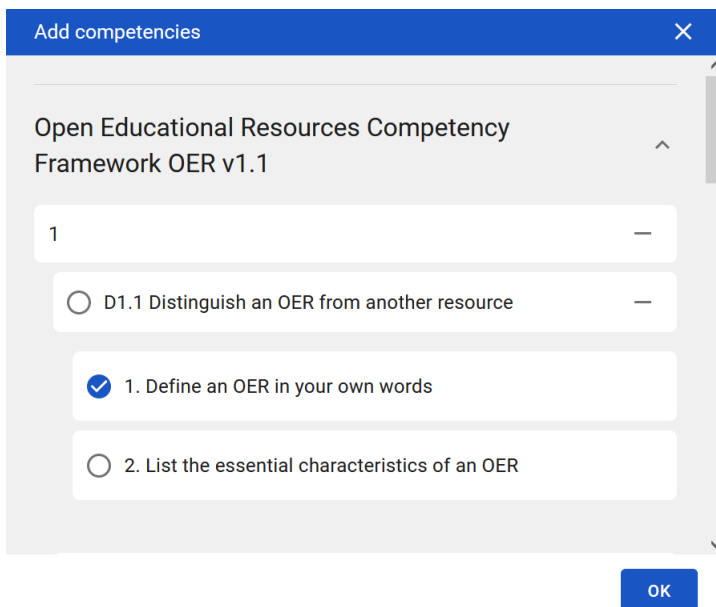 Add competencies
Open Educational Resources Competency
Framework OER v1.1
1
D1.1 Distinguish an OER from another resource
1. Define an OER in your own words
2. List the essential characteristics of an OER
OK